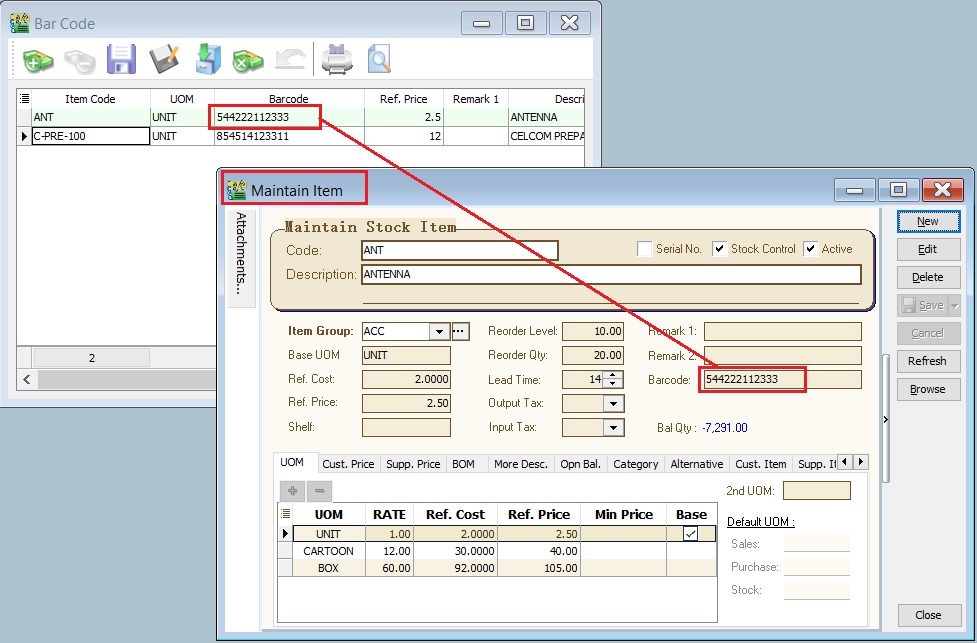 Bar Code
Item Code UOM Barcode Ref. Price Remark 1 Descri
ANT UNIT 544222112333 2.5 ANTENNA
C-PRE-100 UNIT 854514123311 12 CELCOM PREPA
2
Maintain Item
Attachments...
Maintain Stock Item
Code: ANT Serial No. Stock Control Active
Description: ANTENNA
Item Group: ACC Reorder Level: 10.00 Remark 1:
Base UOM UNIT Reorder Qty: 20.00 Remark 2:
Ref. Cost: 2.0000 Lead Time: 14 Barcode: 544222112333
Ref. Price: 2.50 Output Tax:
Shelf: Input Tax: Bal Qty : -7,291.00
UOM Cust. Price Supp. Price BOM More Desc. Opn Bal. Category Alternative Cust. Item Supp. It
2nd UOM:
UOM RATE Ref. Cost Ref. Price Min Price Base
UNIT 1.00 2.0000 2.50
CARTOON 12.00 30.0000 40.00
BOX 60.00 92.0000 105.00
Default UOM :
Sales:
Purchase:
Stock:
New
Edit
Delete
Save
Cancel
Refresh
Browse
Close